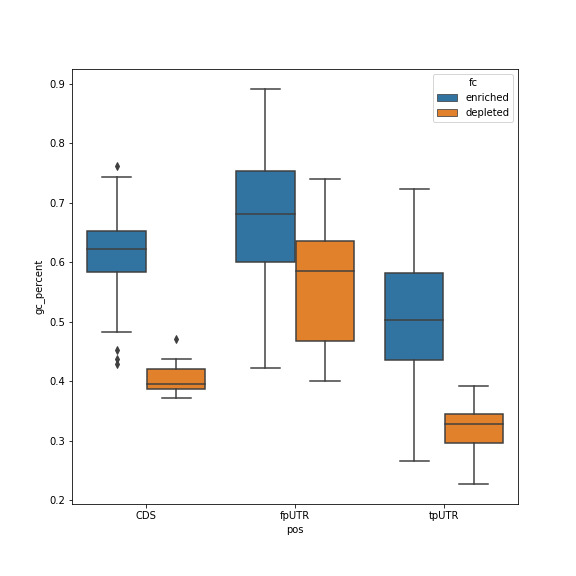 fc
enriched
depleted
gc_percent
0.9
0.8
0.7
0.6
0.5
0.4
0.3
0.2
CDS
fpUTR
tpUTR
pos